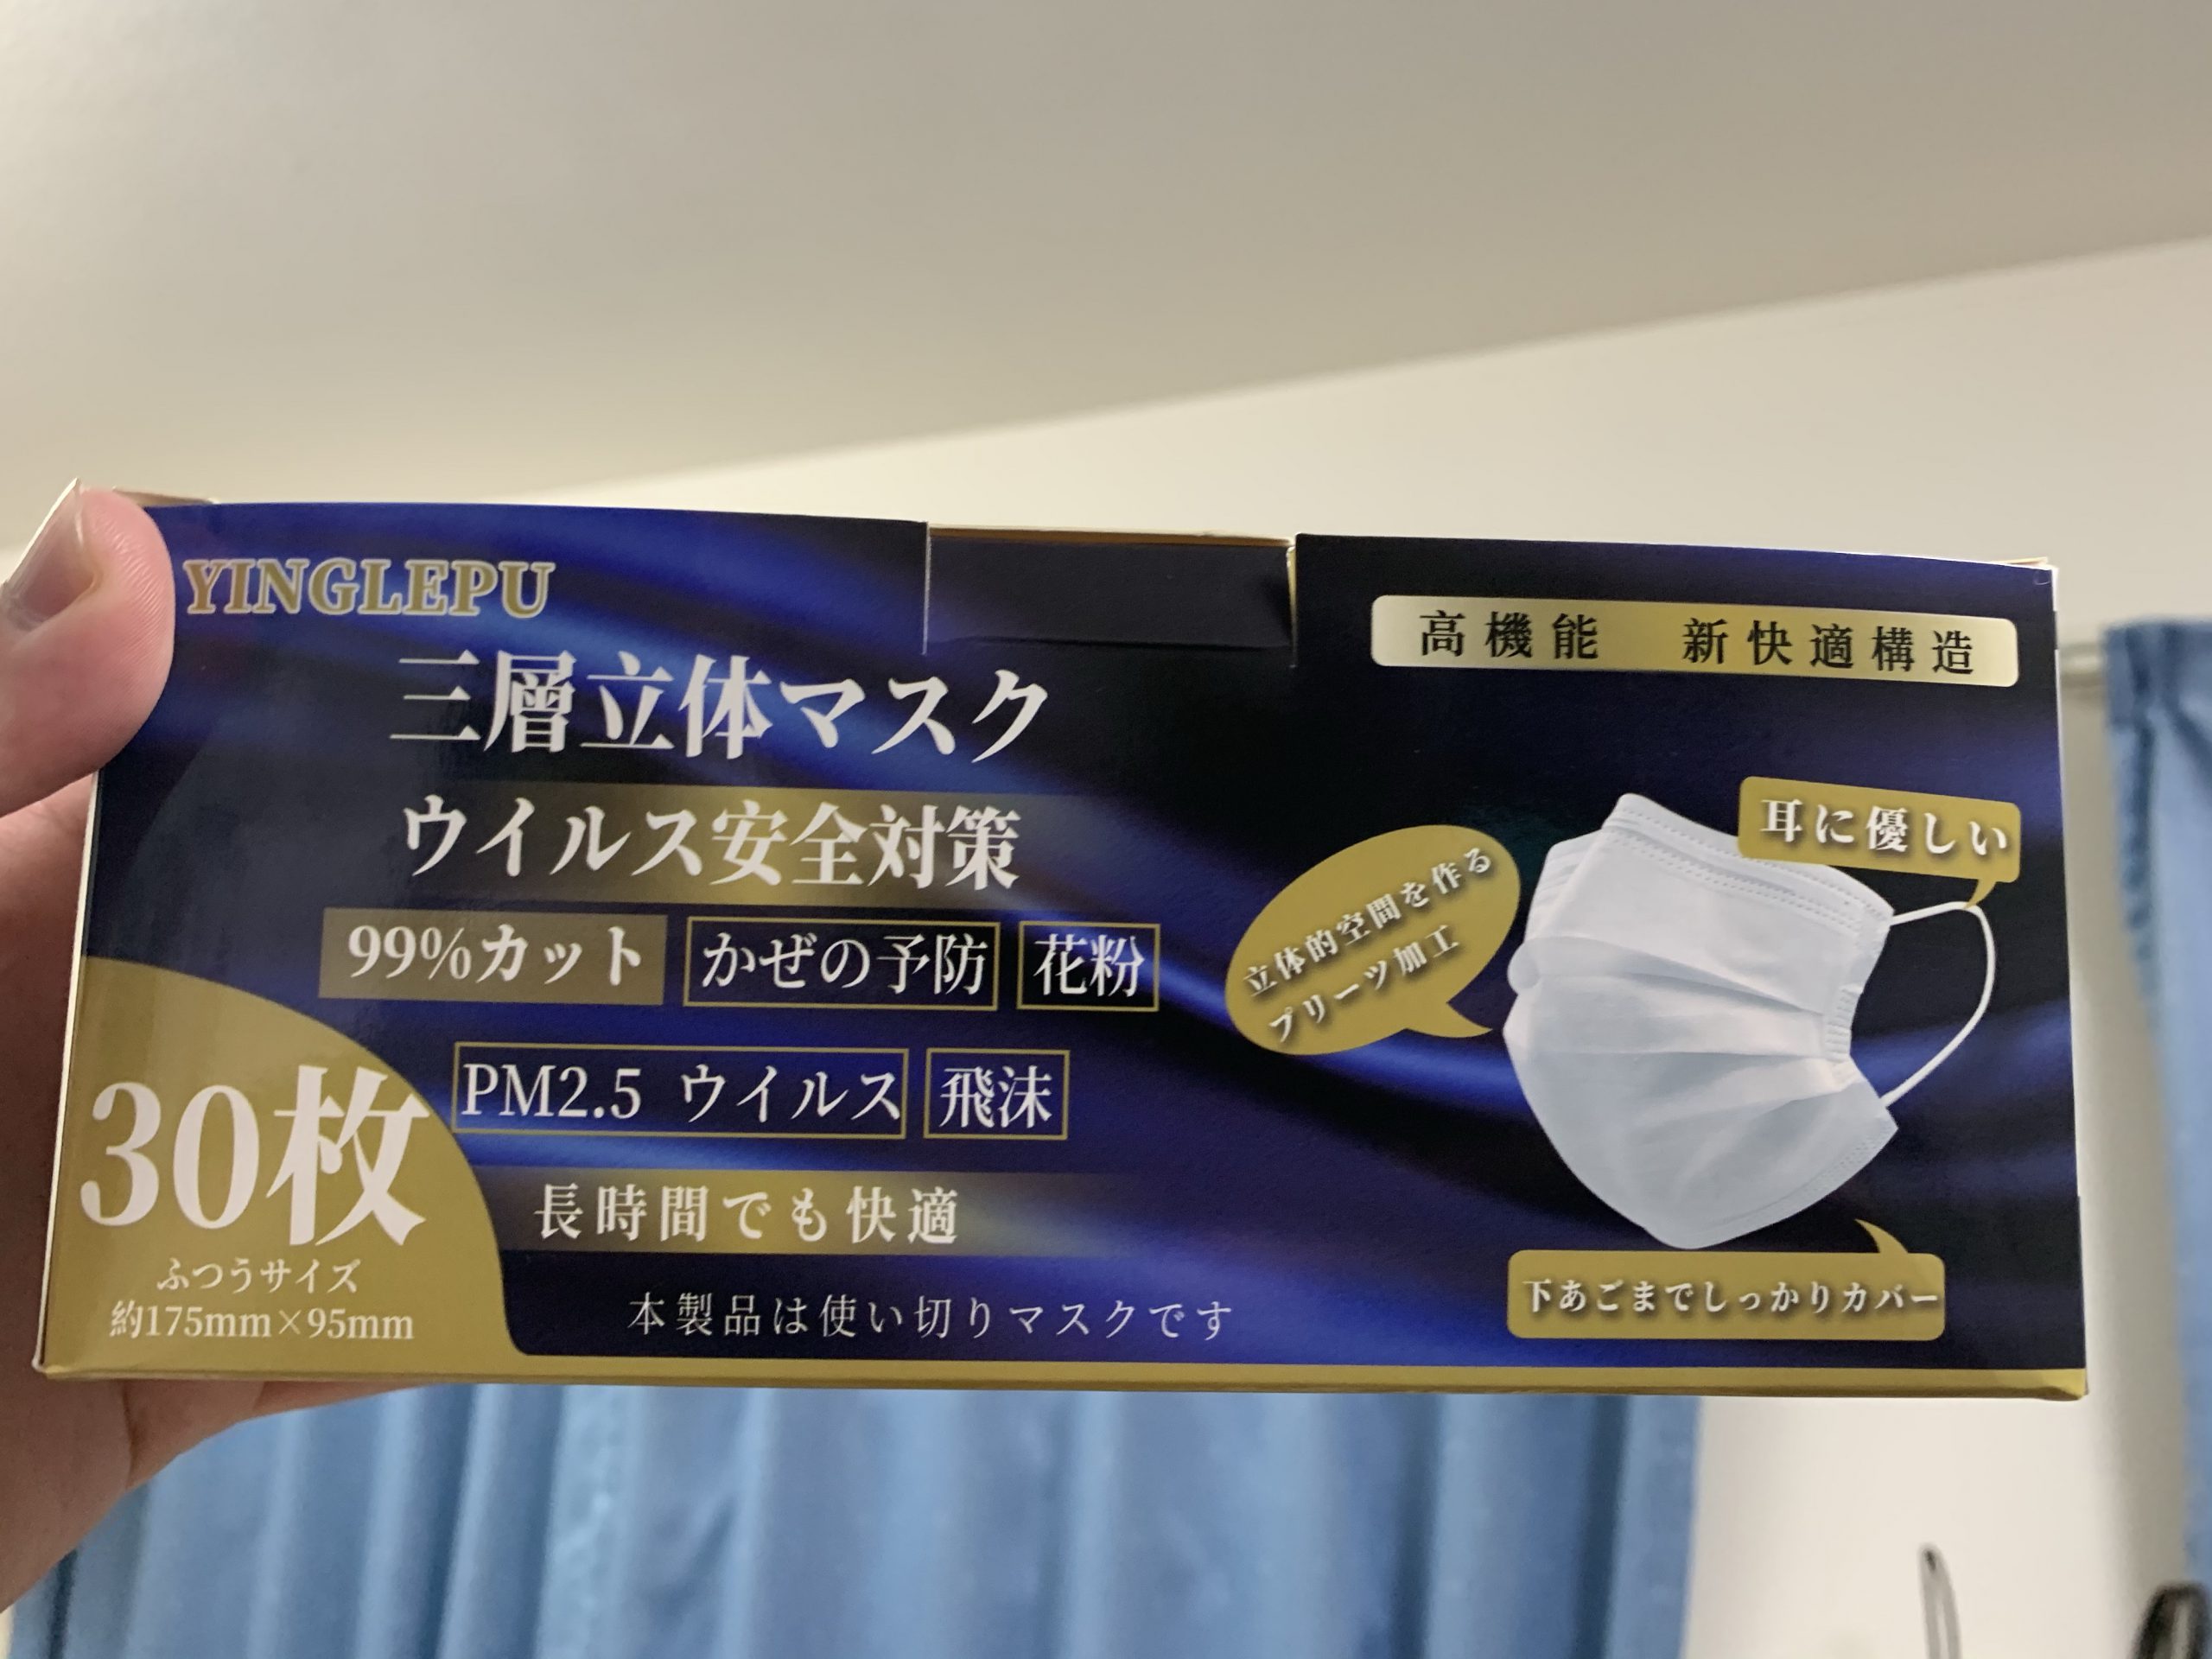 YINGLEPU
三層立体マスク
ウイルス安全対策
99%カット かぜの予防 花粉
PM2.5 ウイルス 飛沫
長時間でも快適
本製品は使い切りマスクです
30枚
ふつうサイズ
約175mm×95mm
高機能 新快適構造
耳に優しい
立体的空間を作る
プリーツ加工
下あごまでしっかりカバー